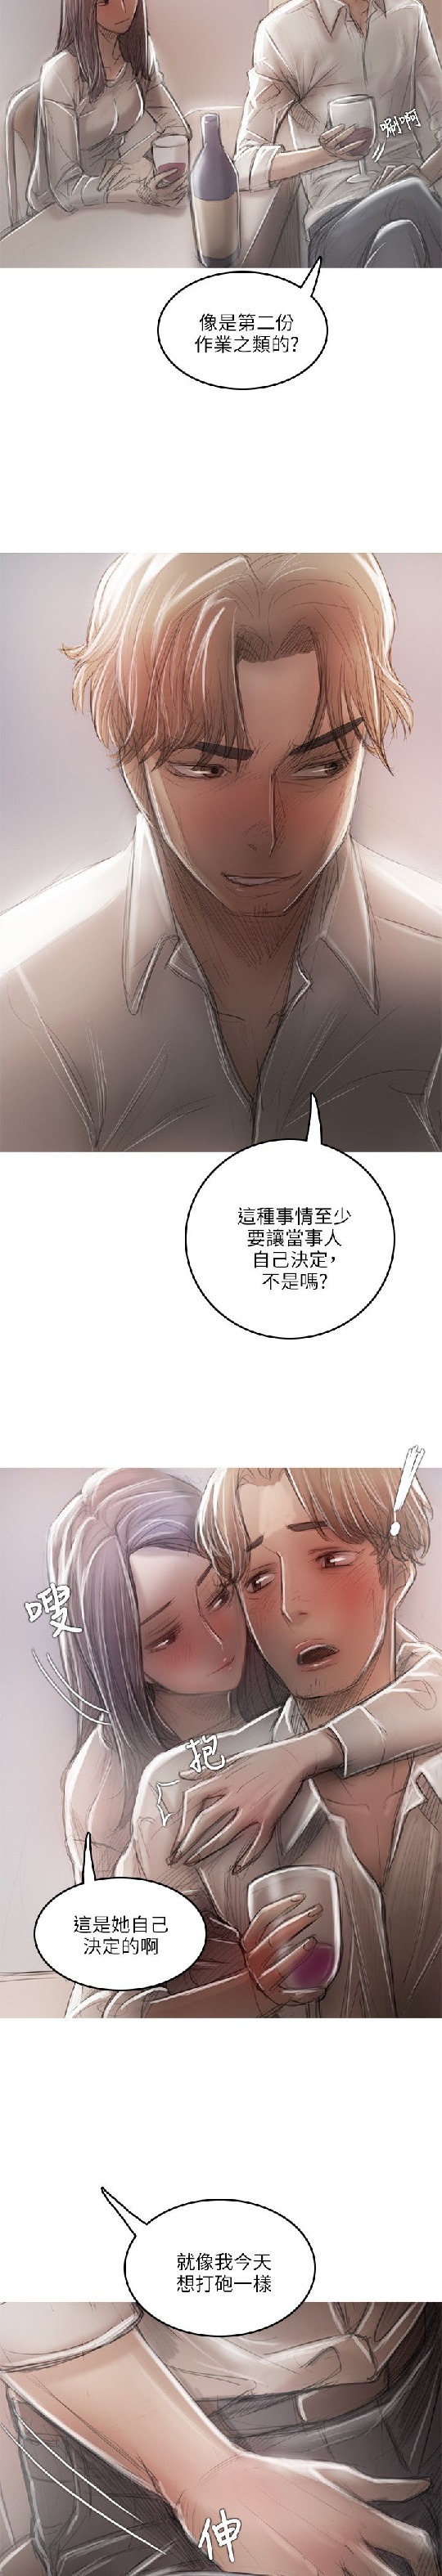 唰啊
像是第二份
作業之類的?
這種事情至少
要讓當事人
自己決定,
不是嗎?
!
嗖
抱
這是她自己
決定的啊
就像我今天
想打砲一樣
伸